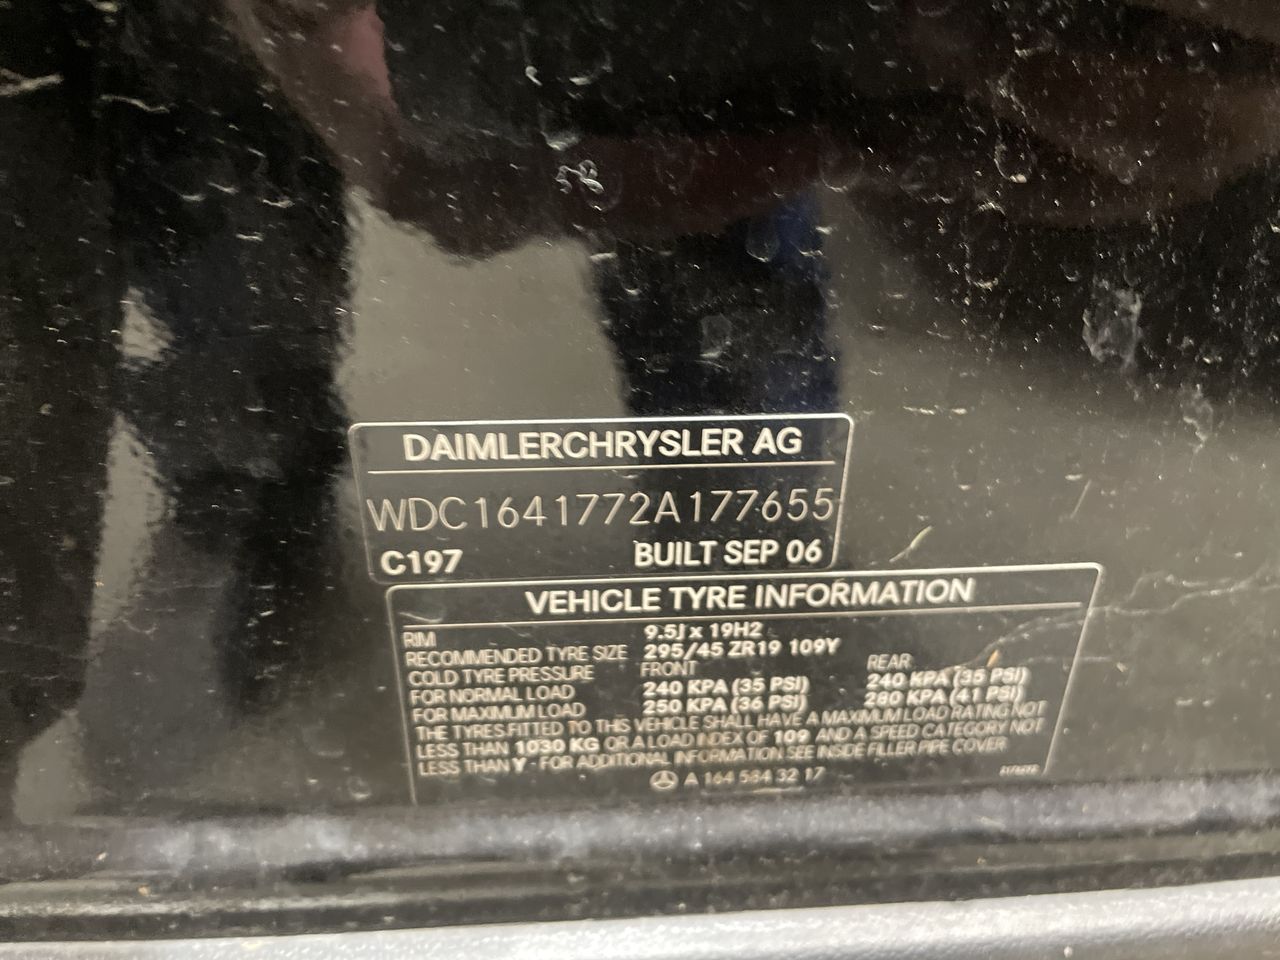 DAIMLERCHRYSLER AG
WDC1641772A177655
C197 BUILT SEP 06
VEHICLE TYRE INFORMATION
RIM 9.5J x 19H2
RECOMMENDED TYRE SIZE 295/45 ZR19 109Y
COLD TYRE PRESSURE FRONT REAR
FOR NORMAL LOAD 240 KPA (35 PSI) 240 KPA (35 PSI)
FOR MAXIMUM LOAD 250 KPA (36 PSI) 280 KPA (41 PSI)
THE TYRES FITTED TO THIS VEHICLE SHALL HAVE A MAXIMUM LOAD RATING NOT
LESS THAN 1030 KG OR A LOAD INDEX OF 109 AND A SPEED CATEGORY NOT
LESS THAN Y - FOR ADDITIONAL INFORMATION SEE INSIDE FILLER PIPE COVER
A 164 584 32 17